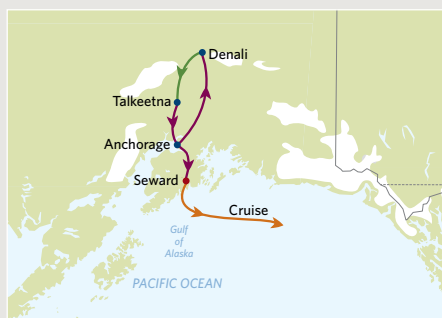 Denali
Talkeetna
Anchorage
Seward
Cruise
Gulf
of
Alaska
PACIFIC OCEAN